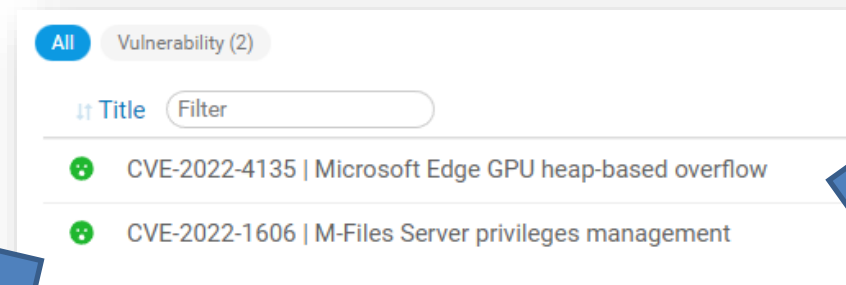 All Vulnerability (2)
Title Filter
CVE-2022-4135 | Microsoft Edge GPU heap-based overflow
CVE-2022-1606 | M-Files Server privileges management